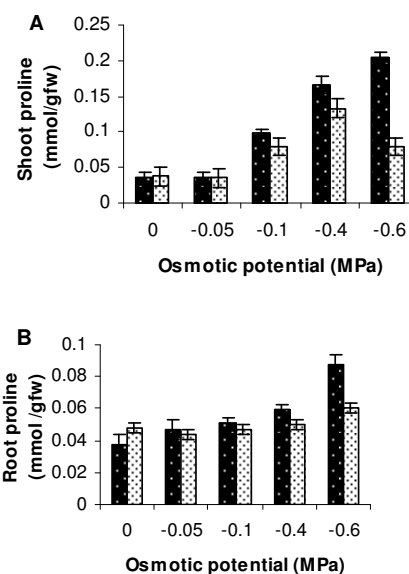 A
Shoot proline
(mmol/gfw)
0.25
0.2
0.15
0.1
0.05
0
0 -0.05 -0.1 -0.4 -0.6
Osmotic potential (MPa)
B
Root proline
(mmol /gfw)
0.1
0.08
0.06
0.04
0.02
0
0 -0.05 -0.1 -0.4 -0.6
Osmotic potential (MPa)